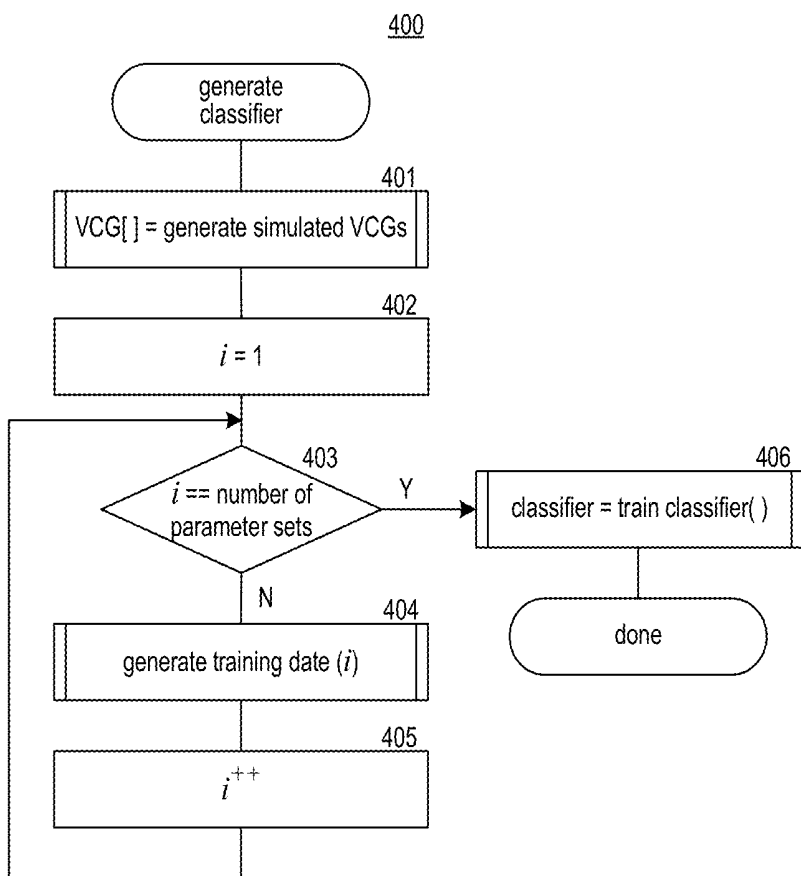 400
generate
classifier
401
VCG[ ] = generate simulated VCGs
402
i = 1
403
i == number of
parameter sets
Y
N
406
classifier = train classifier( )
done
404
generate training date (i)
405
i++